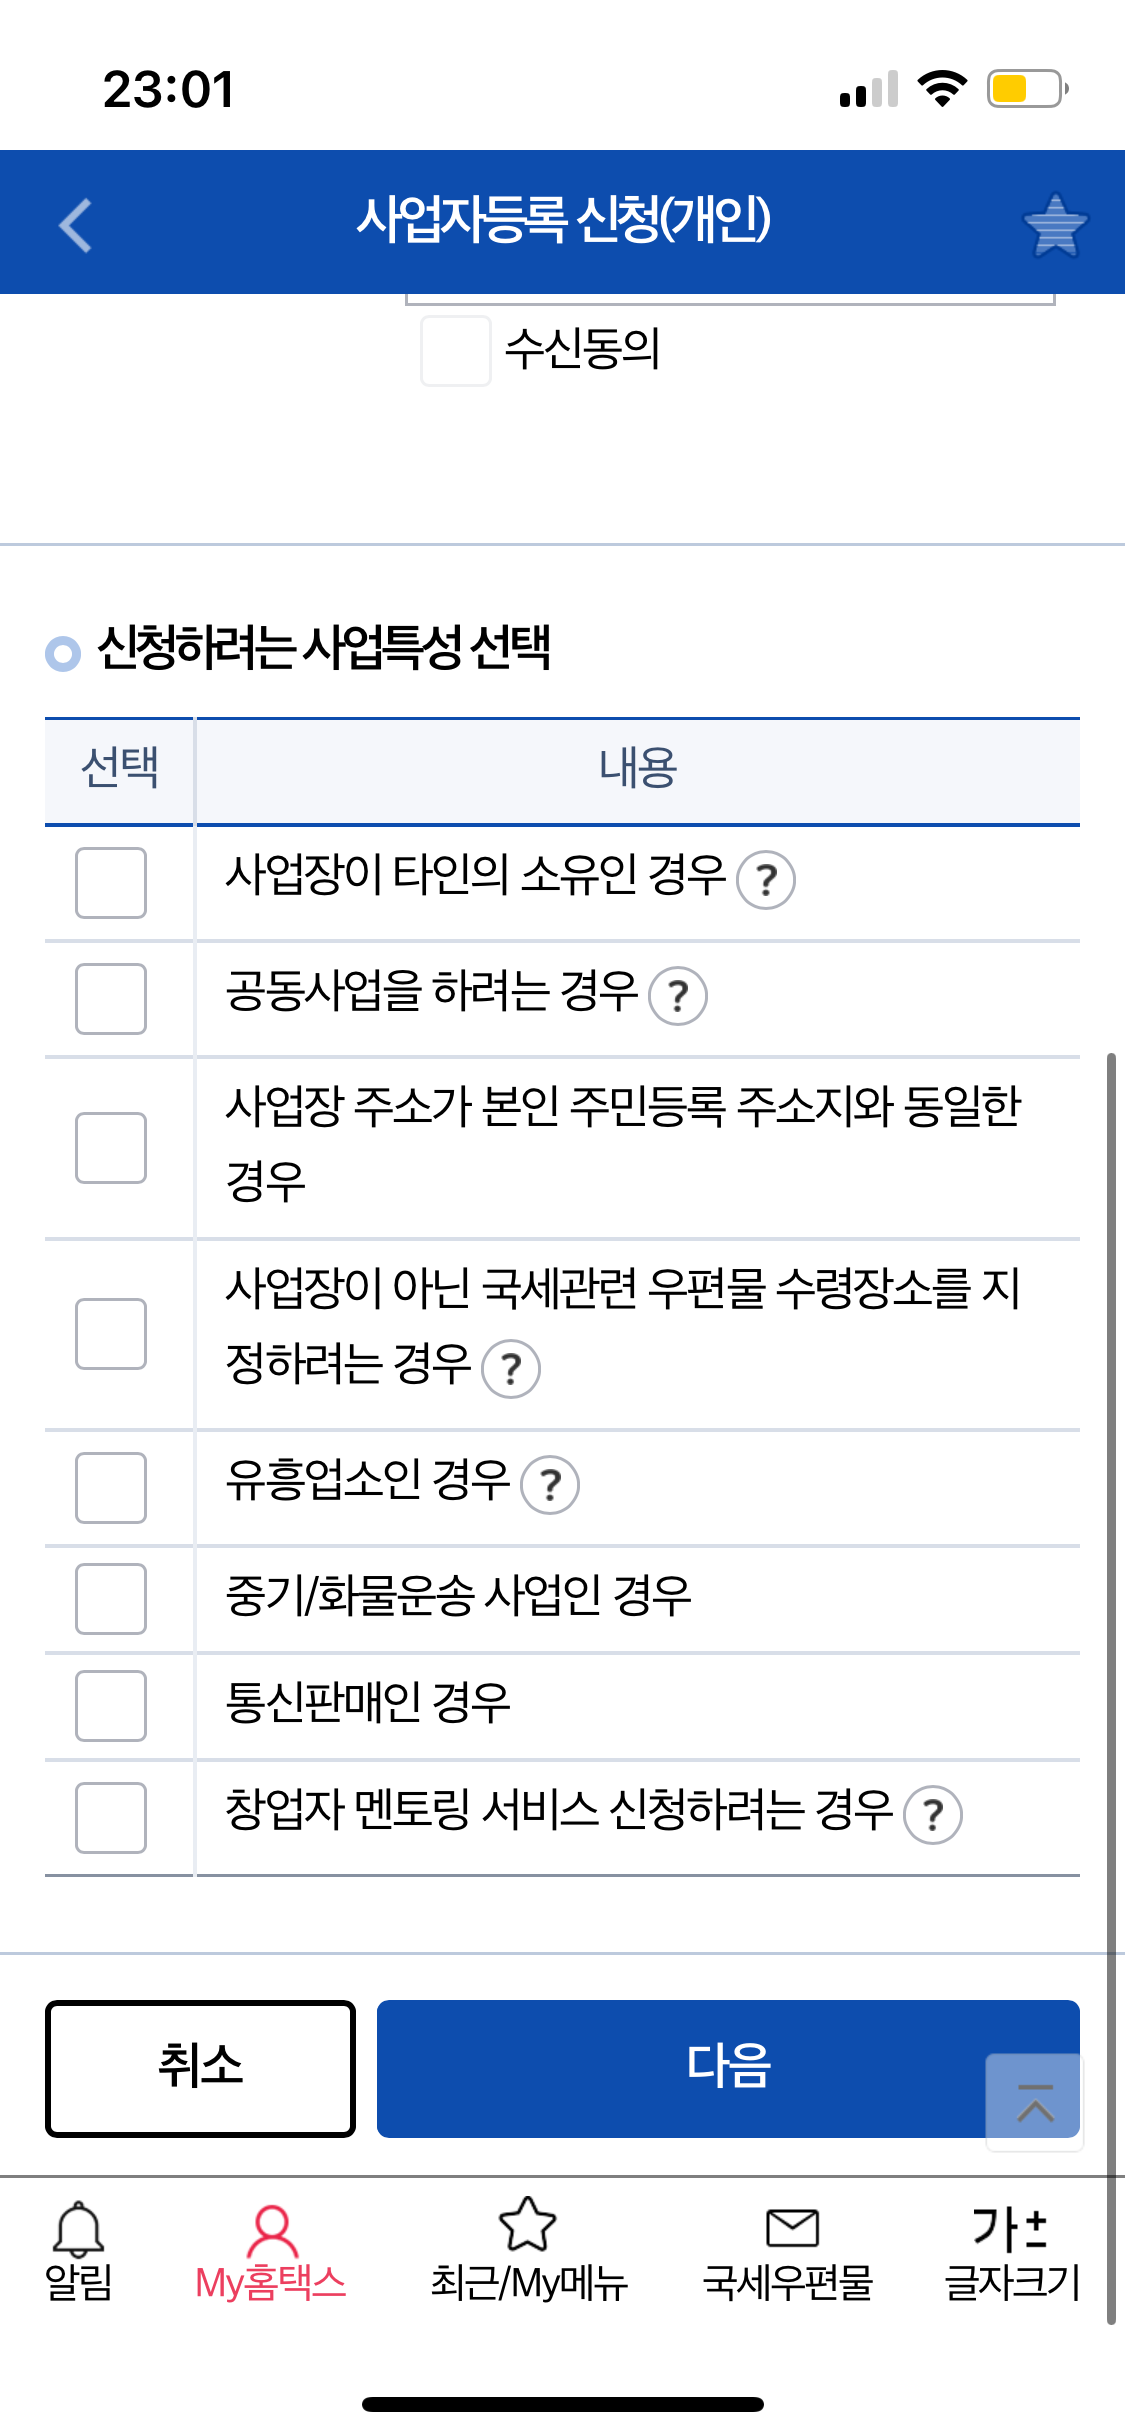 23:01
사업자등록 신청(개인)
수신동의
신청하려는 사업특성 선택
선택 내용
사업장이 타인의 소유인 경우 ?
공동사업을 하려는 경우 ?
사업장 주소가 본인 주민등록 주소지와 동일한
경우
사업장이 아닌 국세관련 우편물 수령장소를 지
정하려는 경우 ?
유흥업소인 경우 ?
중기/화물운송 사업인 경우
통신판매인 경우
창업자 멘토링 서비스 신청하려는 경우 ?
취소 다음
가±
알림 My홈택스 최근/My메뉴 국세우편물 글자크기